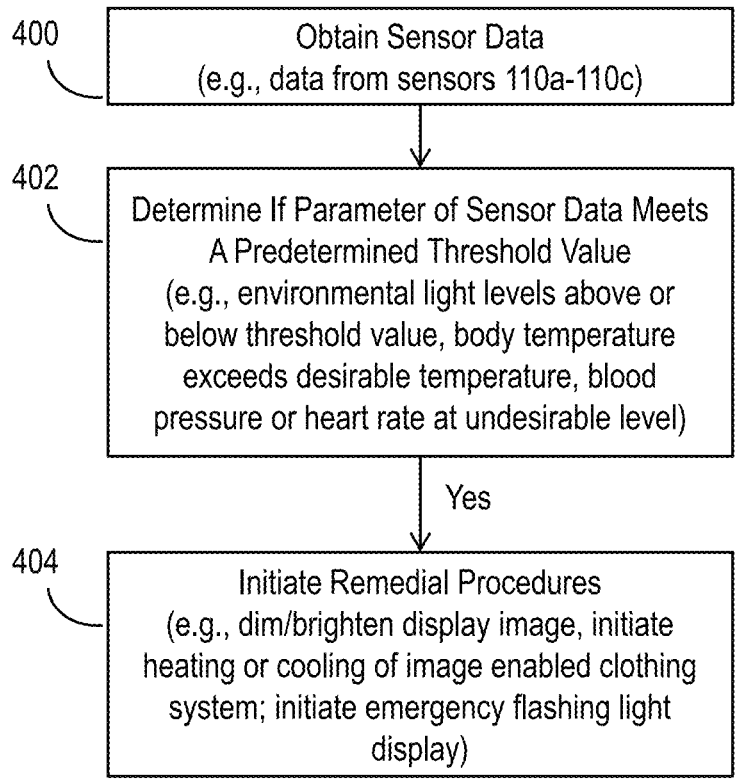 400
Obtain Sensor Data
(e.g., data from sensors 110a-110c)
402
Determine If Parameter of Sensor Data Meets
A Predetermined Threshold Value
(e.g., environmental light levels above or
below threshold value, body temperature
exceeds desirable temperature, blood
pressure or heart rate at undesirable level)
Yes
404
Initiate Remedial Procedures
(e.g., dim/brighten display image, initiate
heating or cooling of image enabled clothing
system; initiate emergency flashing light
display)